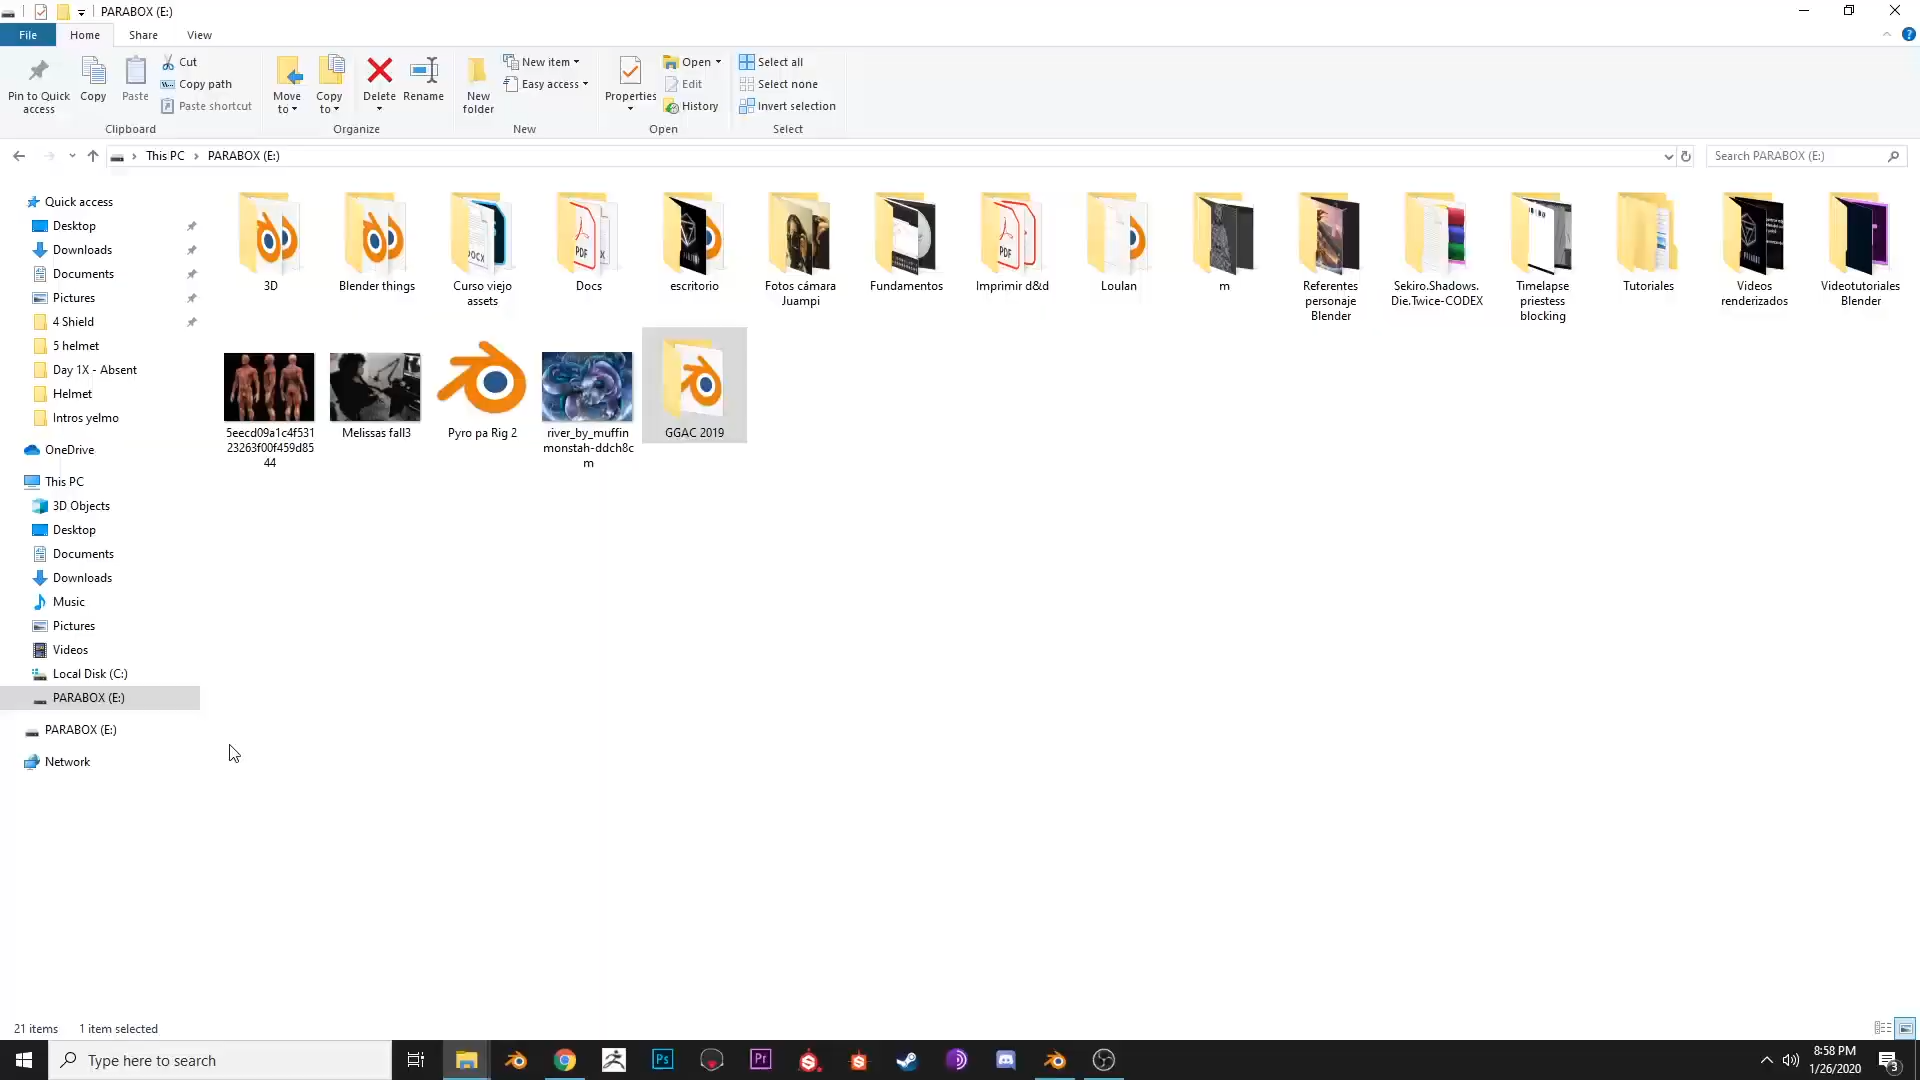 PARABOX (E:)
File
Home
Share
View
Pin to Quick
access
Copy
Paste
Cut
Copy path
Paste shortcut
Clipboard
Move
to
Copy
to
Delete
Rename
Organize
New
folder
New item
Easy access
New
Properties
Open
Edit
History
Open
Select all
Select none
Invert selection
Select
This PC
PARABOX (E:)
Search PARABOX (E:)
Quick access
Desktop
Downloads
Documents
Pictures
4 Shield
5 helmet
Day 1X - Absent
Helmet
Intros yelmo
OneDrive
This PC
3D Objects
Desktop
Documents
Downloads
Music
Pictures
Videos
Local Disk (C:)
PARABOX (E:)
PARABOX (E:)
Network
3D
Blender things
Curso viejo
assets
Docs
escritorio
Fotos cámara
Juampi
Fundamentos
Imprimir d&d
Loulan
m
Referentes
personaje
Blender
Sekiro.Shadows.
Die.Twice-CODEX
Timelapse
priestess
blocking
Tutoriales
Videos
renderizados
Videotutoriales
Blender
5eecd09a1c4f531
23263f00f459d85
44
Melissas fall3
Pyro pa Rig 2
river_by_muffin
monstah-ddch8c
m
GGAC 2019
21 items
1 item selected
Type here to search
Ps
Pr
8:58 PM
1/26/2020
3